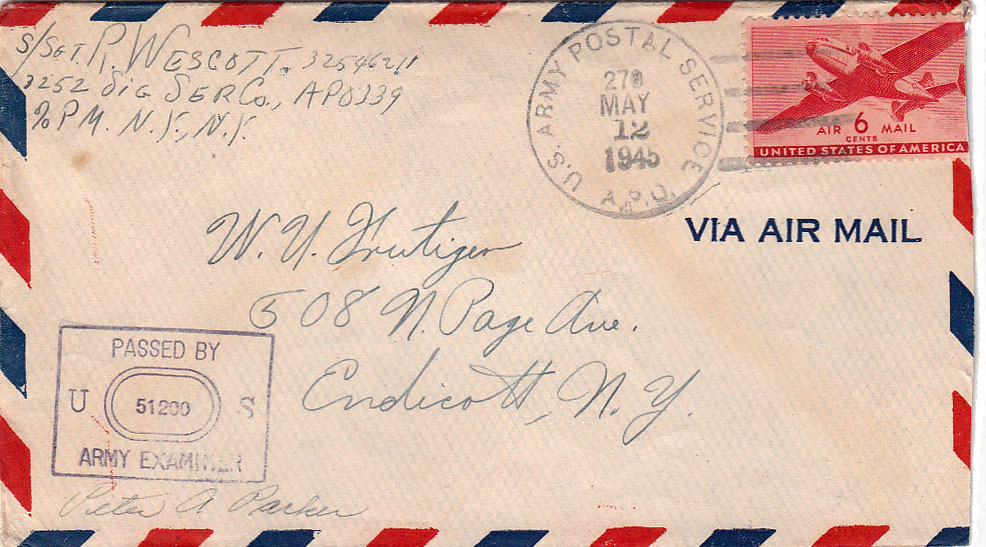 S/SGT. R. WESCOTT. 32546211
3252 SIG SER CO., APO 339
% P M. N.Y., N.Y.
U.S. ARMY POSTAL SERVICE
MAY
12
1945
A.P.O.
AIR 6 MAIL
CENTS
UNITED STATES OF AMERICA
VIA AIR MAIL
W. U. Frutiger
508 N. Page Ave.
Endicott, N.Y.
PASSED BY
U 51200 S
ARMY EXAMINER
Peter A Parker